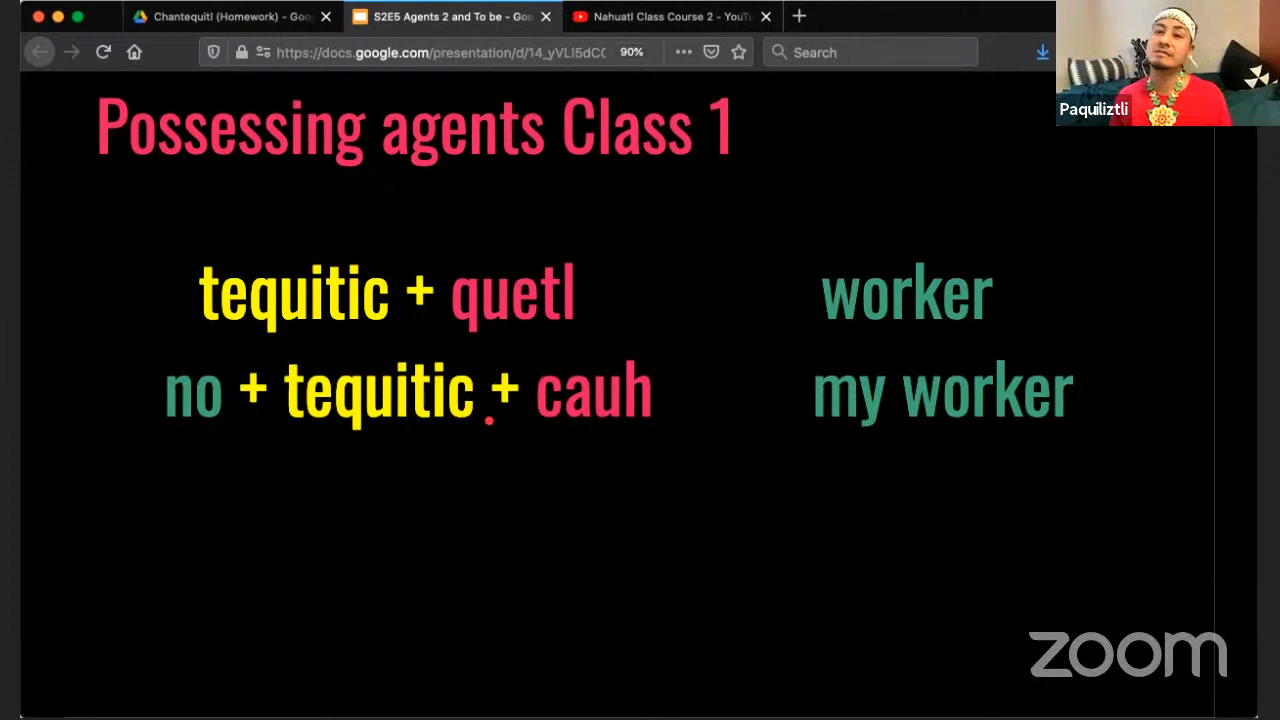 Chantequitl (Homework) - Goo
S2E5 Agents 2 and To be - Goo
Nahuatl Class Course 2 - YouTu
https://docs.google.com/presentation/d/14_yVLI5dC
90%
Search
Paquiliztli
Possessing agents Class 1
tequitic + quetl worker
no + tequitic + cauh my worker
zoom